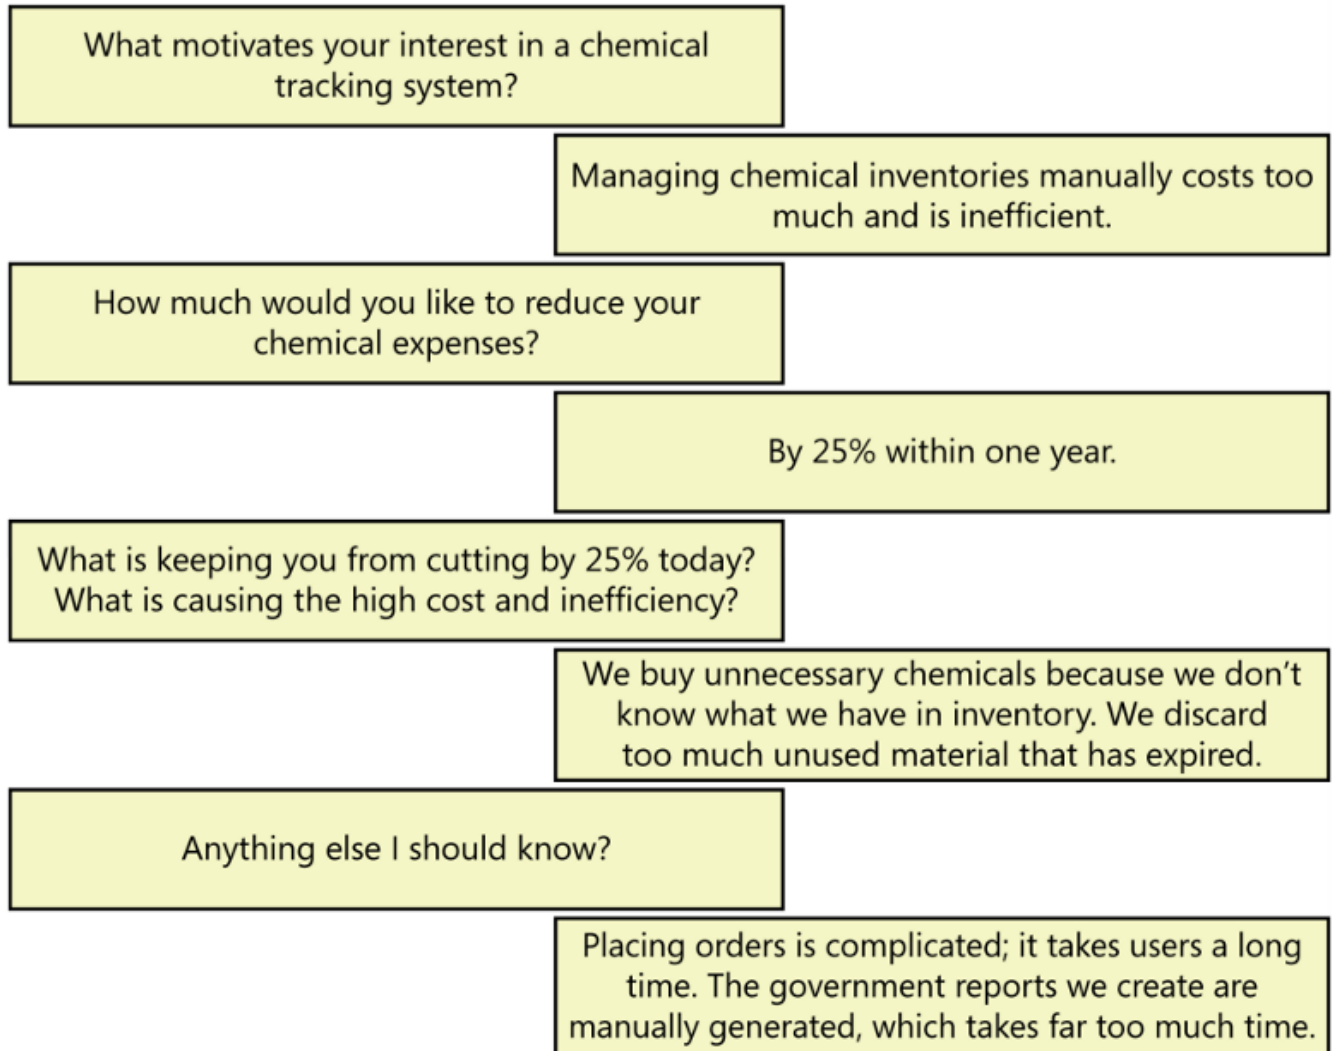 What motivates your interest in a chemical
tracking system?
Managing chemical inventories manually costs too
much and is inefficient.
How much would you like to reduce your
chemical expenses?
By 25% within one year.
What is keeping you from cutting by 25% today?
What is causing the high cost and inefficiency?
We buy unnecessary chemicals because we don’t
know what we have in inventory. We discard
too much unused material that has expired.
Anything else I should know?
Placing orders is complicated; it takes users a long
time. The government reports we create are
manually generated, which takes far too much time.